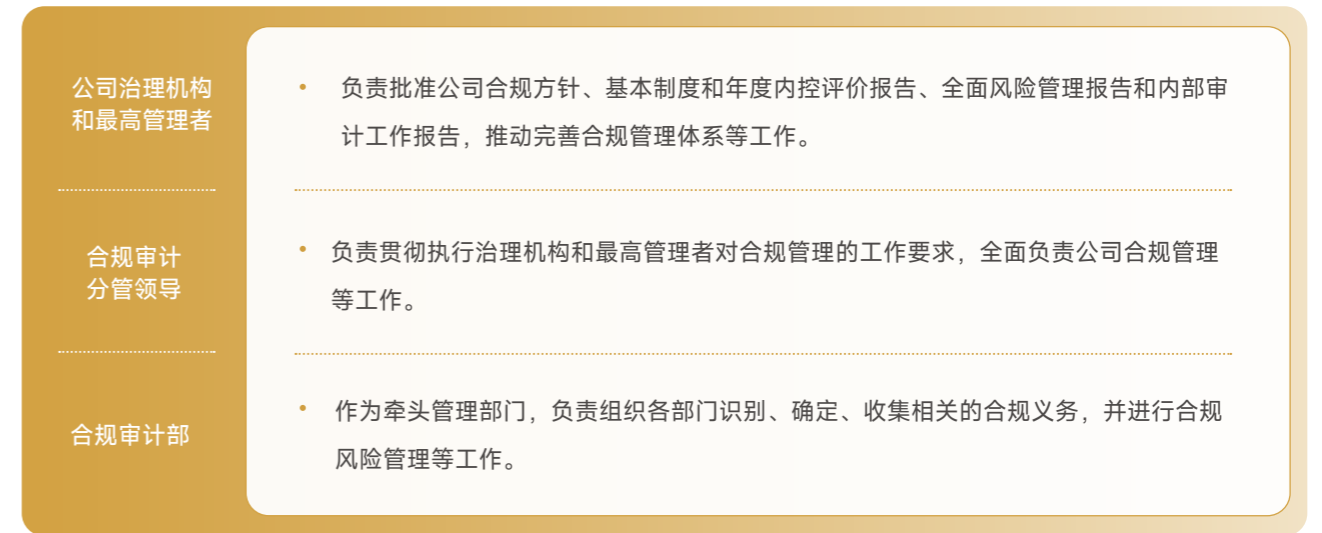 公司治理机构
和最高管理者
• 负责批准公司合规方针、基本制度和年度内控评价报告、全面风险管理报告和内部审
计工作报告，推动完善合规管理体系等工作。
合规审计
分管领导
• 负责贯彻执行治理机构和最高管理者对合规管理的工作要求，全面负责公司合规管理
等工作。
合规审计部
• 作为牵头管理部门，负责组织各部门识别、确定、收集相关的合规义务，并进行合规
风险管理等工作。